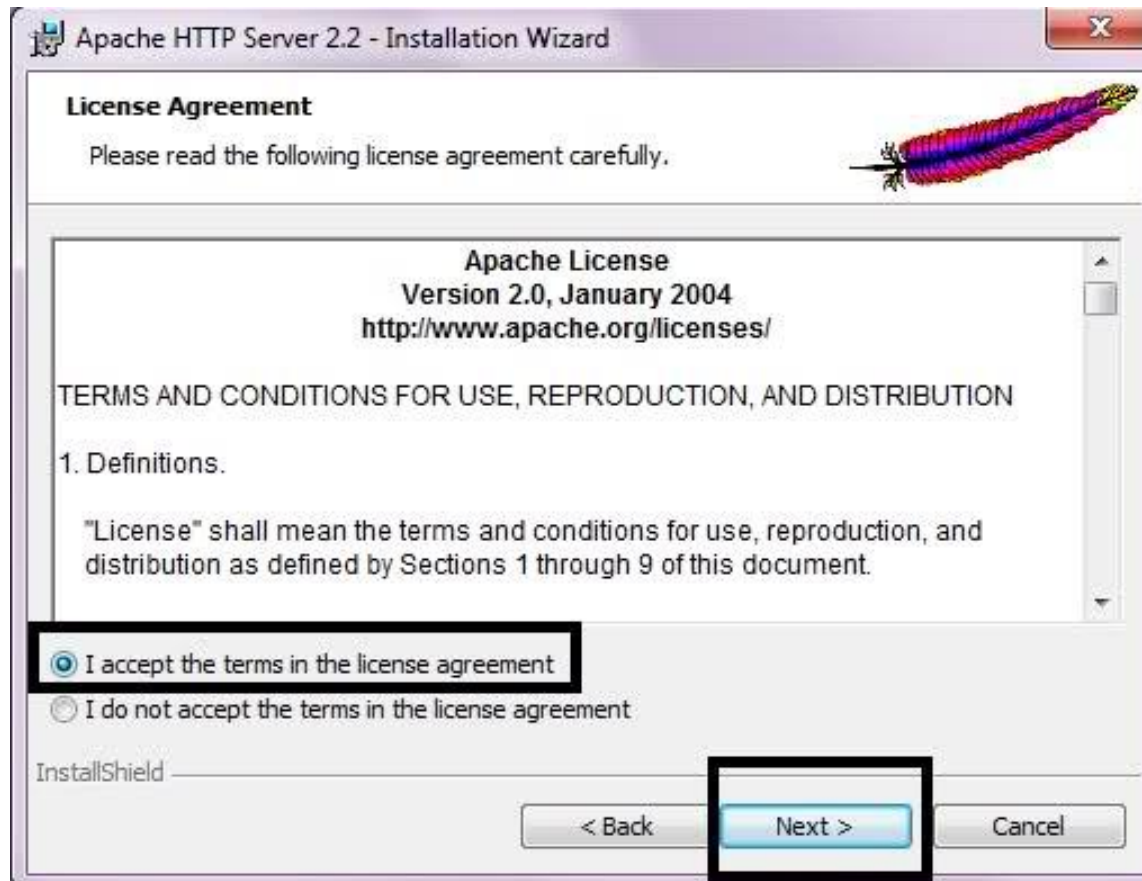 Apache HTTP Server 2.2 - Installation Wizard
License Agreement
Please read the following license agreement carefully.
Apache License
Version 2.0, January 2004
http://www.apache.org/licenses/
TERMS AND CONDITIONS FOR USE, REPRODUCTION, AND DISTRIBUTION
1. Definitions.
"License" shall mean the terms and conditions for use, reproduction, and
distribution as defined by Sections 1 through 9 of this document.
I accept the terms in the license agreement
I do not accept the terms in the license agreement
InstallShield
< Back Next > Cancel